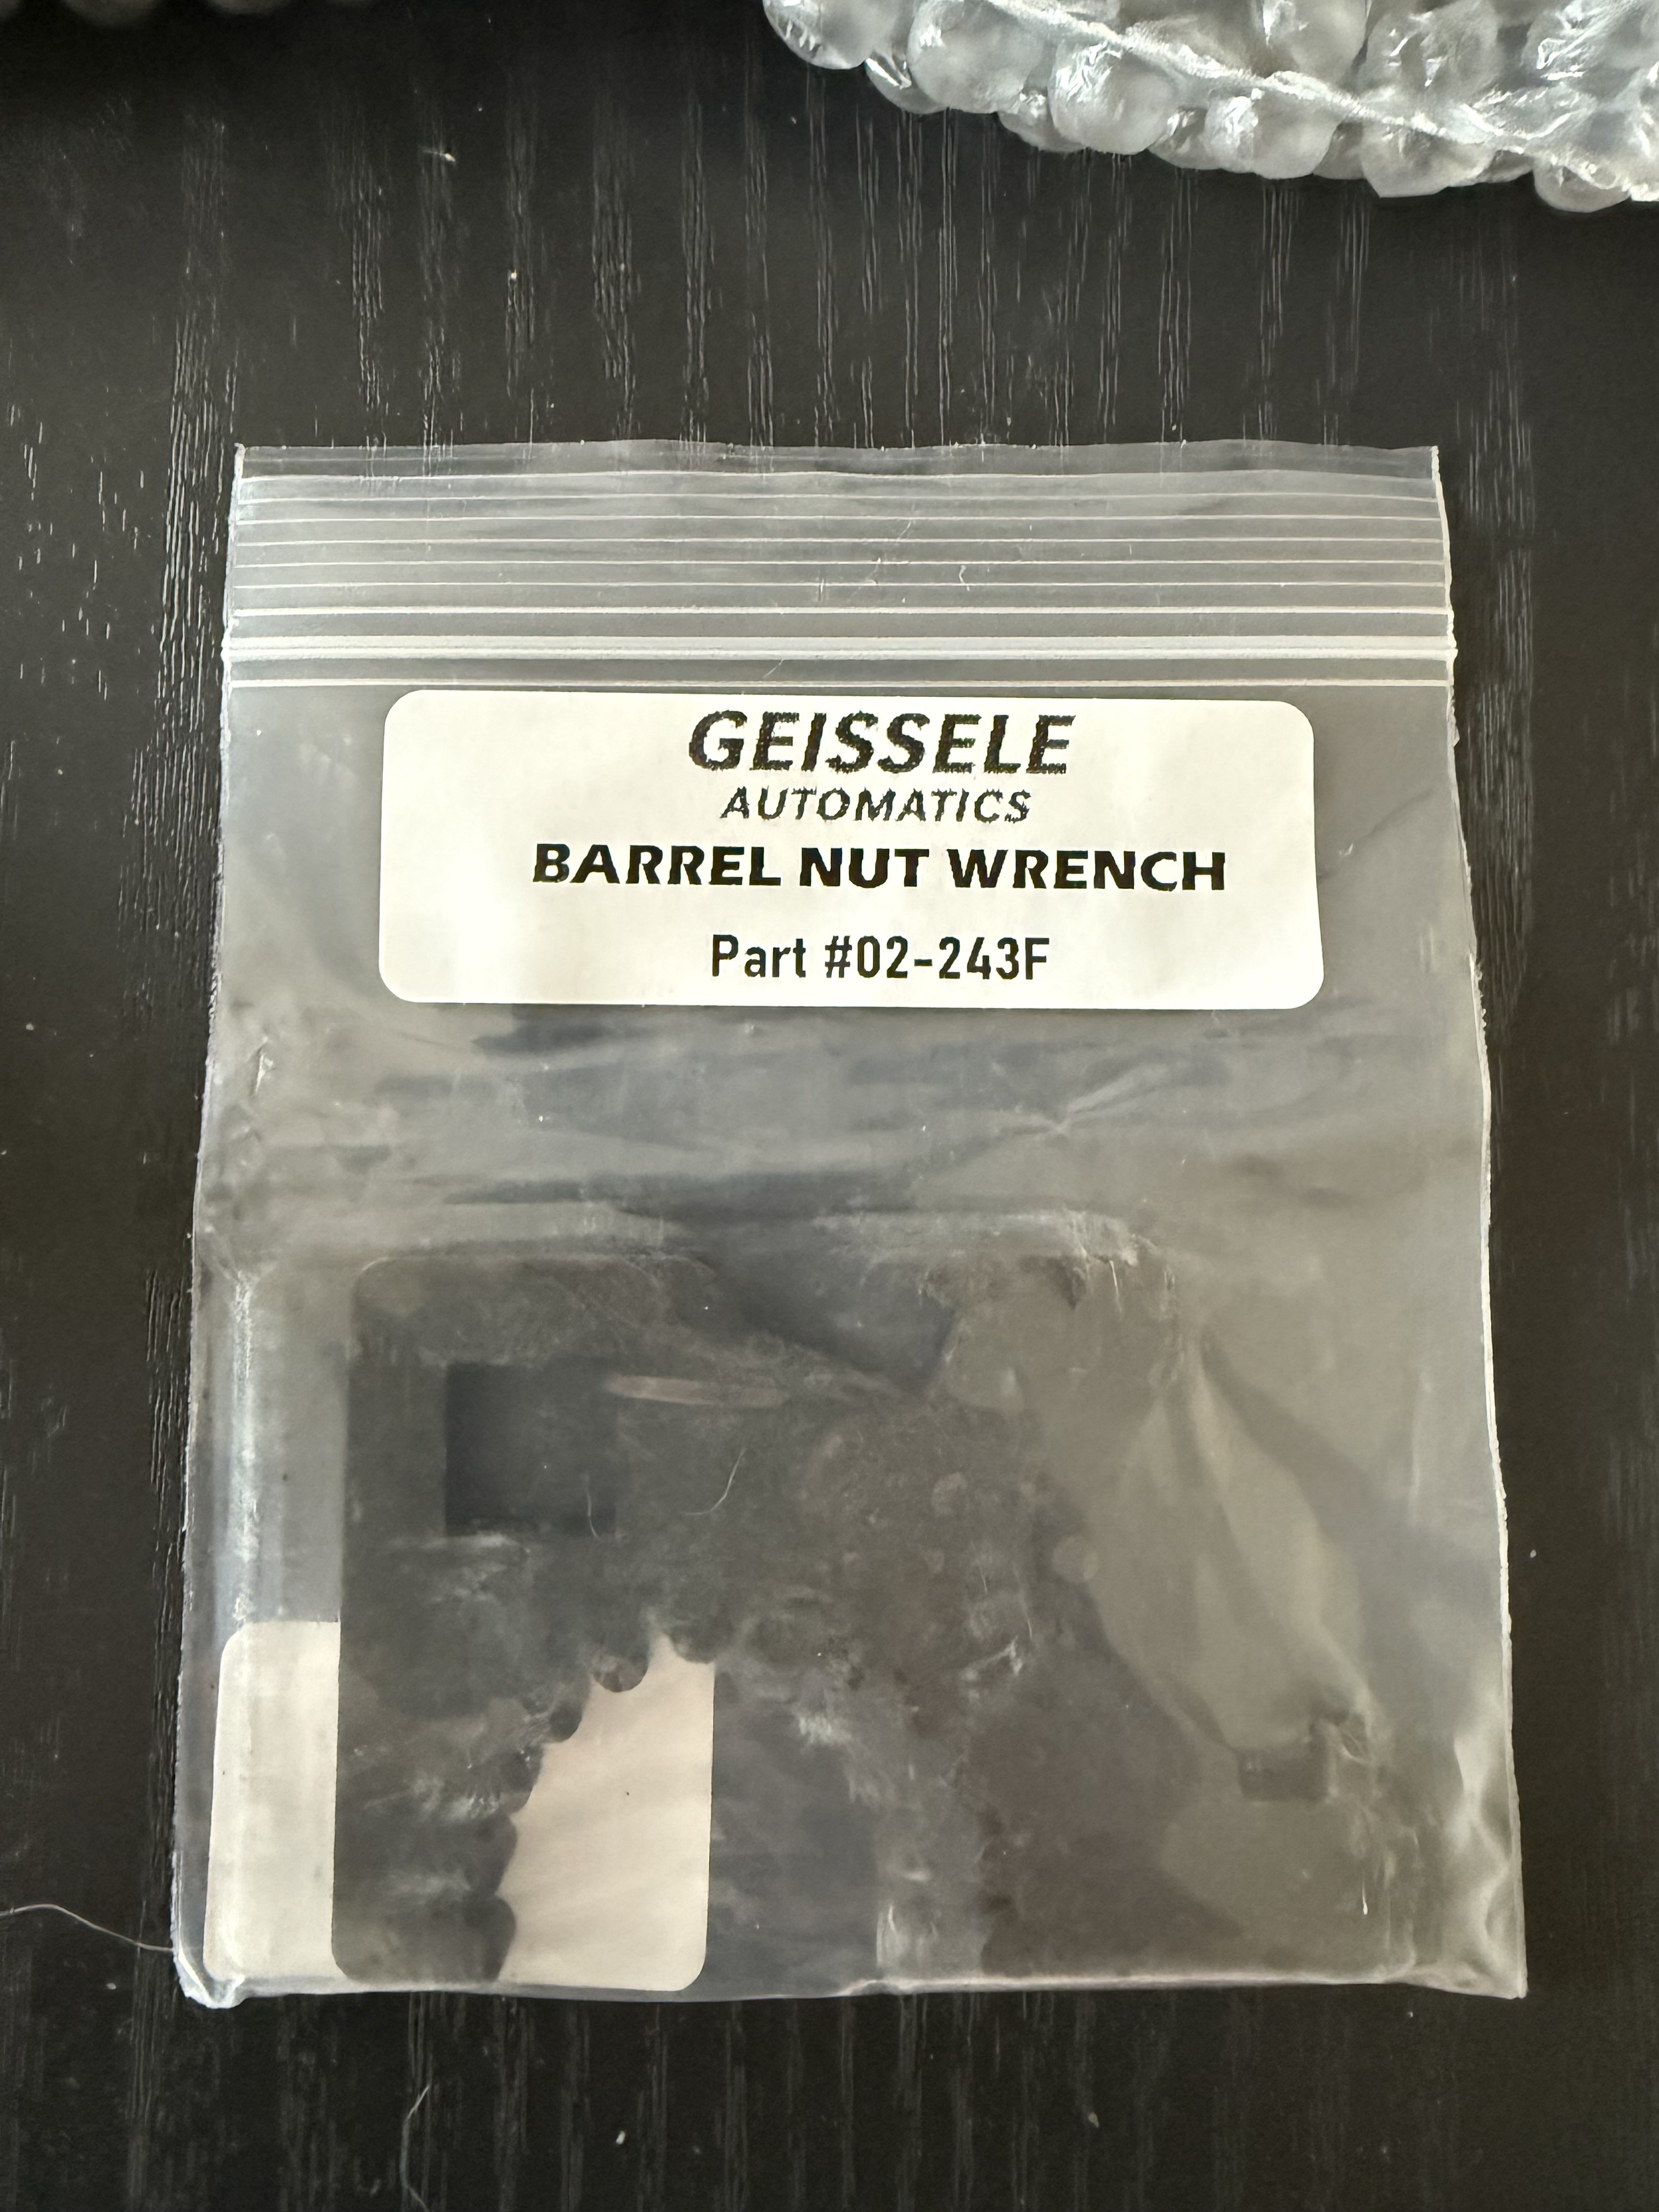 GEISSELE
AUTOMATICS
BARREL NUT WRENCH
Part #02-243F